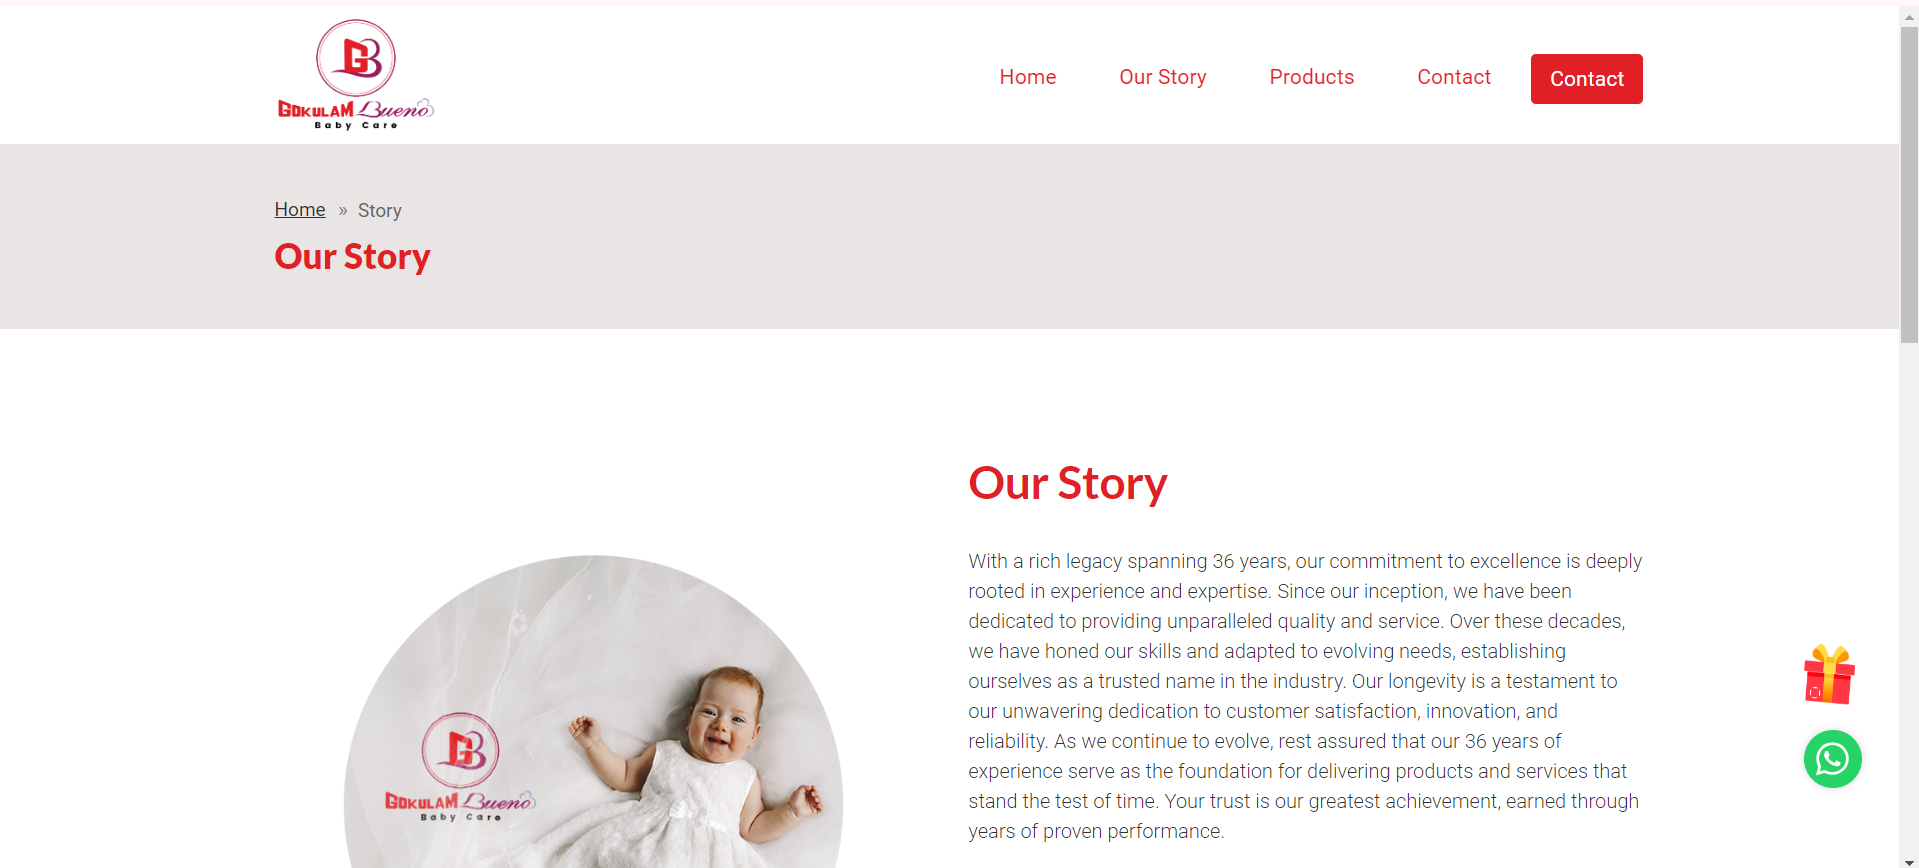 GB
GOKULAM Bueno
Baby Care
Home
Our Story
Products
Contact
Contact
Home » Story
Our Story
Our Story
With a rich legacy spanning 36 years, our commitment to excellence is deeply
rooted in experience and expertise. Since our inception, we have been
dedicated to providing unparalleled quality and service. Over these decades,
we have honed our skills and adapted to evolving needs, establishing
ourselves as a trusted name in the industry. Our longevity is a testament to
our unwavering dedication to customer satisfaction, innovation, and
reliability. As we continue to evolve, rest assured that our 36 years of
experience serve as the foundation for delivering products and services that
stand the test of time. Your trust is our greatest achievement, earned through
years of proven performance.
GB
GOKULAM Bueno
Baby Care